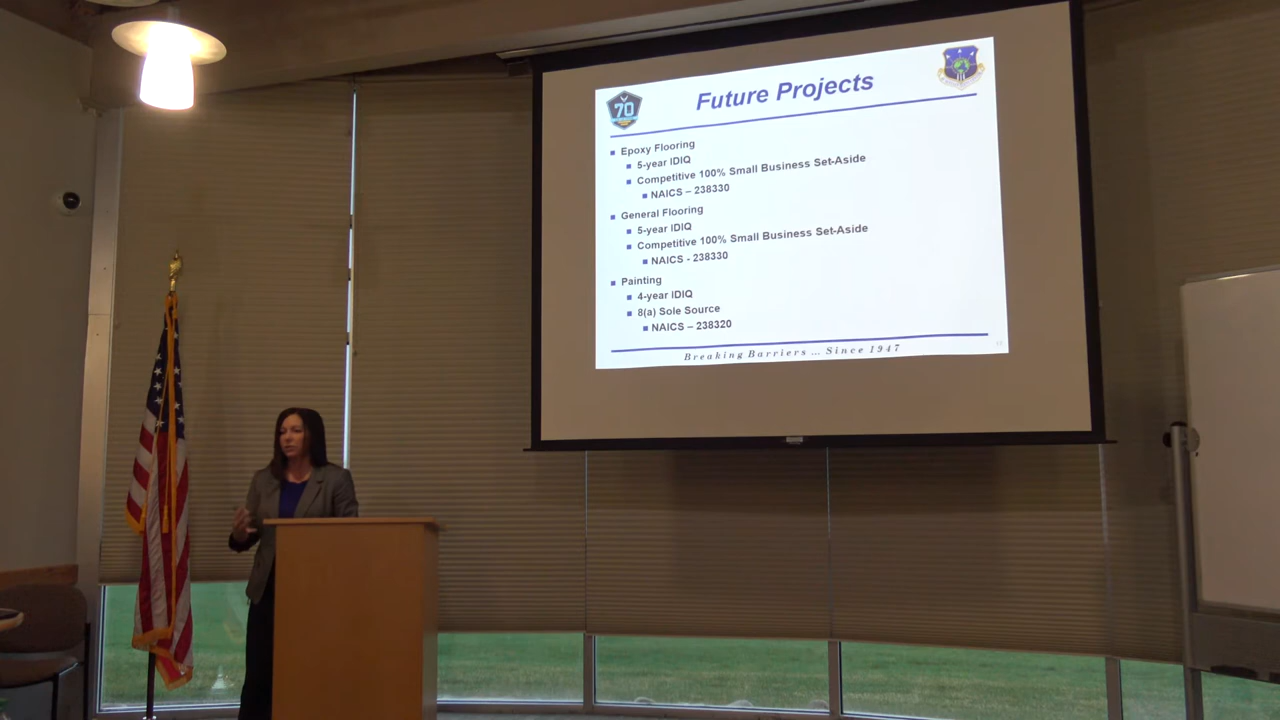 70
Future Projects
Epoxy Flooring
5-year IDIQ
Competitive 100% Small Business Set-Aside
NAICS – 238330
General Flooring
5-year IDIQ
Competitive 100% Small Business Set-Aside
NAICS - 238330
Painting
4-year IDIQ
8(a) Sole Source
NAICS – 238320
Breaking Barriers ... Since 1947